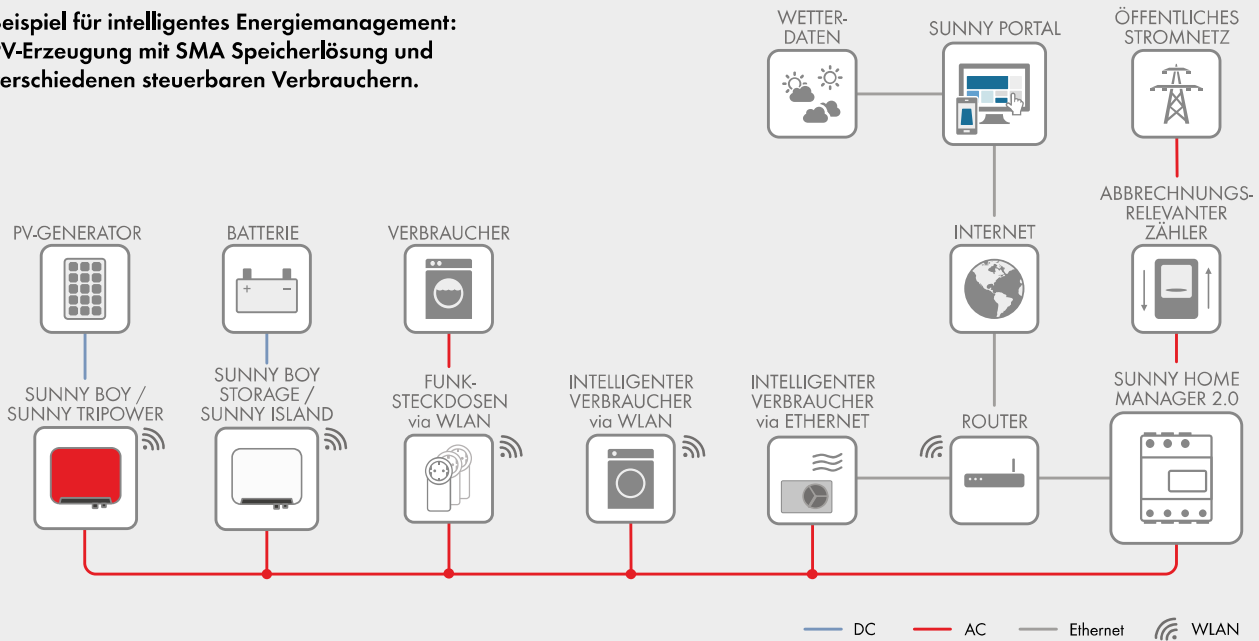 eispiel für intelligentes Energiemanagement:
PV-Erzeugung mit SMA Speicherlösung und
erschiedenen steuerbaren Verbrauchern.
WETTER-
DATEN
SUNNY PORTAL
ÖFFENTLICHES
STROMNETZ
PV-GENERATOR
BATTERIE
VERBRAUCHER
INTERNET
ABBRECHNUNGS-
RELEVANTER
ZÄHLER
SUNNY BOY /
SUNNY TRIPOWER
SUNNY BOY
STORAGE /
SUNNY ISLAND
FUNK-
STECKDOSEN
via WLAN
INTELLIGENTER
VERBRAUCHER
via WLAN
INTELLIGENTER
VERBRAUCHER
via ETHERNET
ROUTER
SUNNY HOME
MANAGER 2.0
DC
AC
Ethernet
WLAN